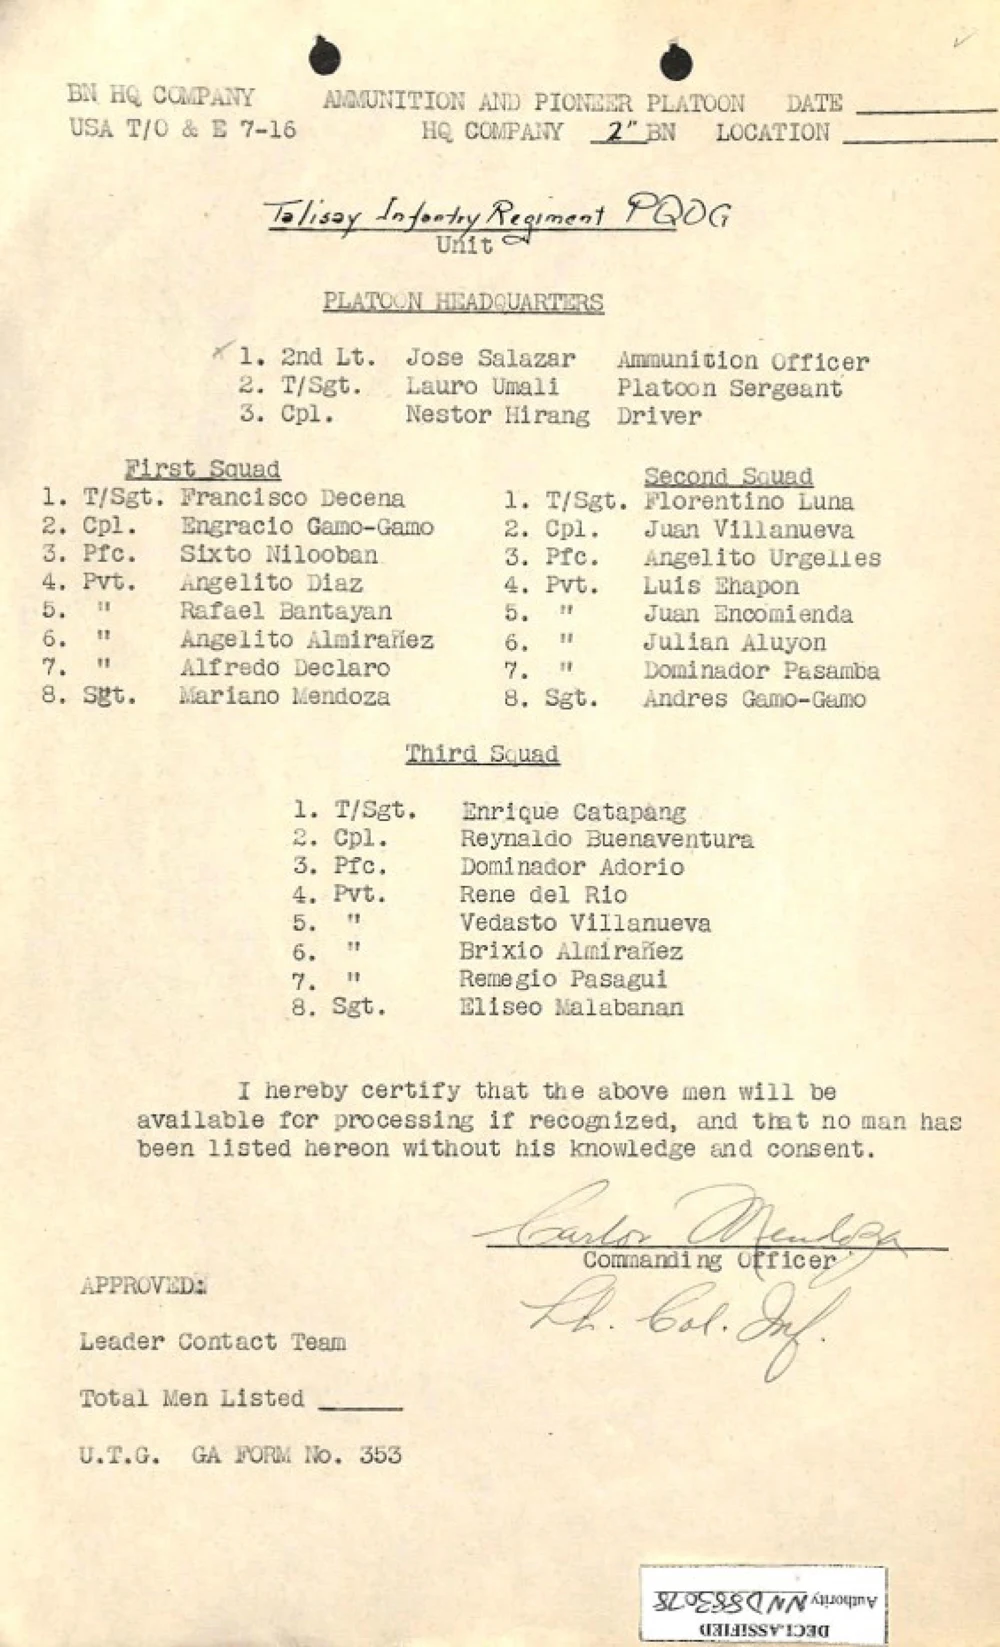 BN HQ COMPANY AMMUNITION AND PIONEER PLATOON DATE
USA T/O & E 7-16 HQ COMPANY 2" BN LOCATION
Talisay Infantry Regiment PQOG
Unit
PLATOON HEADQUARTERS
1. 2nd Lt. Jose Salazar Ammunition Officer
2. T/Sgt. Lauro Umali Platoon Sergeant
3. Cpl. Nestor Hirang Driver
First Squad
1. T/Sgt. Francisco Decena
2. Cpl. Engracio Gamo-Gamo
3. Pfc. Sixto Nilooban
4. Pvt. Angelito Diaz
5. " Rafael Bantayan
6. " Angelito Almirañez
7. " Alfredo Declaro
8. Sgt. Mariano Mendoza
Second Squad
1. T/Sgt. Florentino Luna
2. Cpl. Juan Villanueva
3. Pfc. Angelito Urgelles
4. Pvt. Luis Ehapon
5. " Juan Encomienda
6. " Julian Aluyon
7. " Dominador Pasamba
8. Sgt. Andres Gamo-Gamo
Third Squad
1. T/Sgt. Enrique Catapang
2. Cpl. Reynaldo Buenaventura
3. Pfc. Dominador Adorio
4. Pvt. Rene del Rio
5. " Vedasto Villanueva
6. " Brixio Almirañez
7. " Remegio Pasagui
8. Sgt. Eliseo Malabanan
I hereby certify that the above men will be
available for processing if recognized, and that no man has
been listed hereon without his knowledge and consent.
Carlos Mendoza
Commanding Officer
Lt. Col. Inf.
APPROVED:
Leader Contact Team
Total Men Listed
U.T.G. GA FORM No. 353
DECLASSIFIED
Authority NND883078